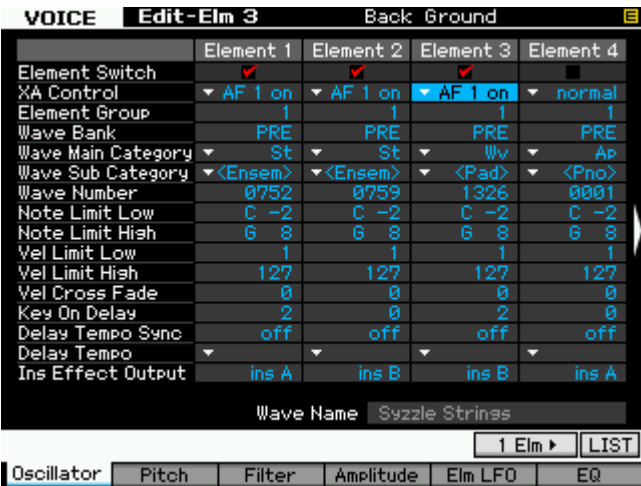 VOICE Edit-Elm 3 Back Ground E
Element 1 Element 2 Element 3 Element 4
Element Switch
XA Control AF 1 on AF 1 on AF 1 on normal
Element Group 1 1 1 1
Wave Bank PRE PRE PRE PRE
Wave Main Category St St Wv Ap
Wave Sub Category <Ensem> <Ensem> <Pad> <Pno>
Wave Number 0752 0759 1326 0001
Note Limit Low C -2 C -2 C -2 C -2
Note Limit High G 8 G 8 G 8 G 8
Vel Limit Low 1 1 1 1
Vel Limit High 127 127 127 127
Vel Cross Fade 0 0 0 0
Key On Delay 2 0 2 0
Delay Tempo Sync off off off off
Delay Tempo
Ins Effect Output ins A ins B ins B ins A
Wave Name Syzzle Strings
1 Elm LIST
Oscillator Pitch Filter Amplitude Elm LFO EQ